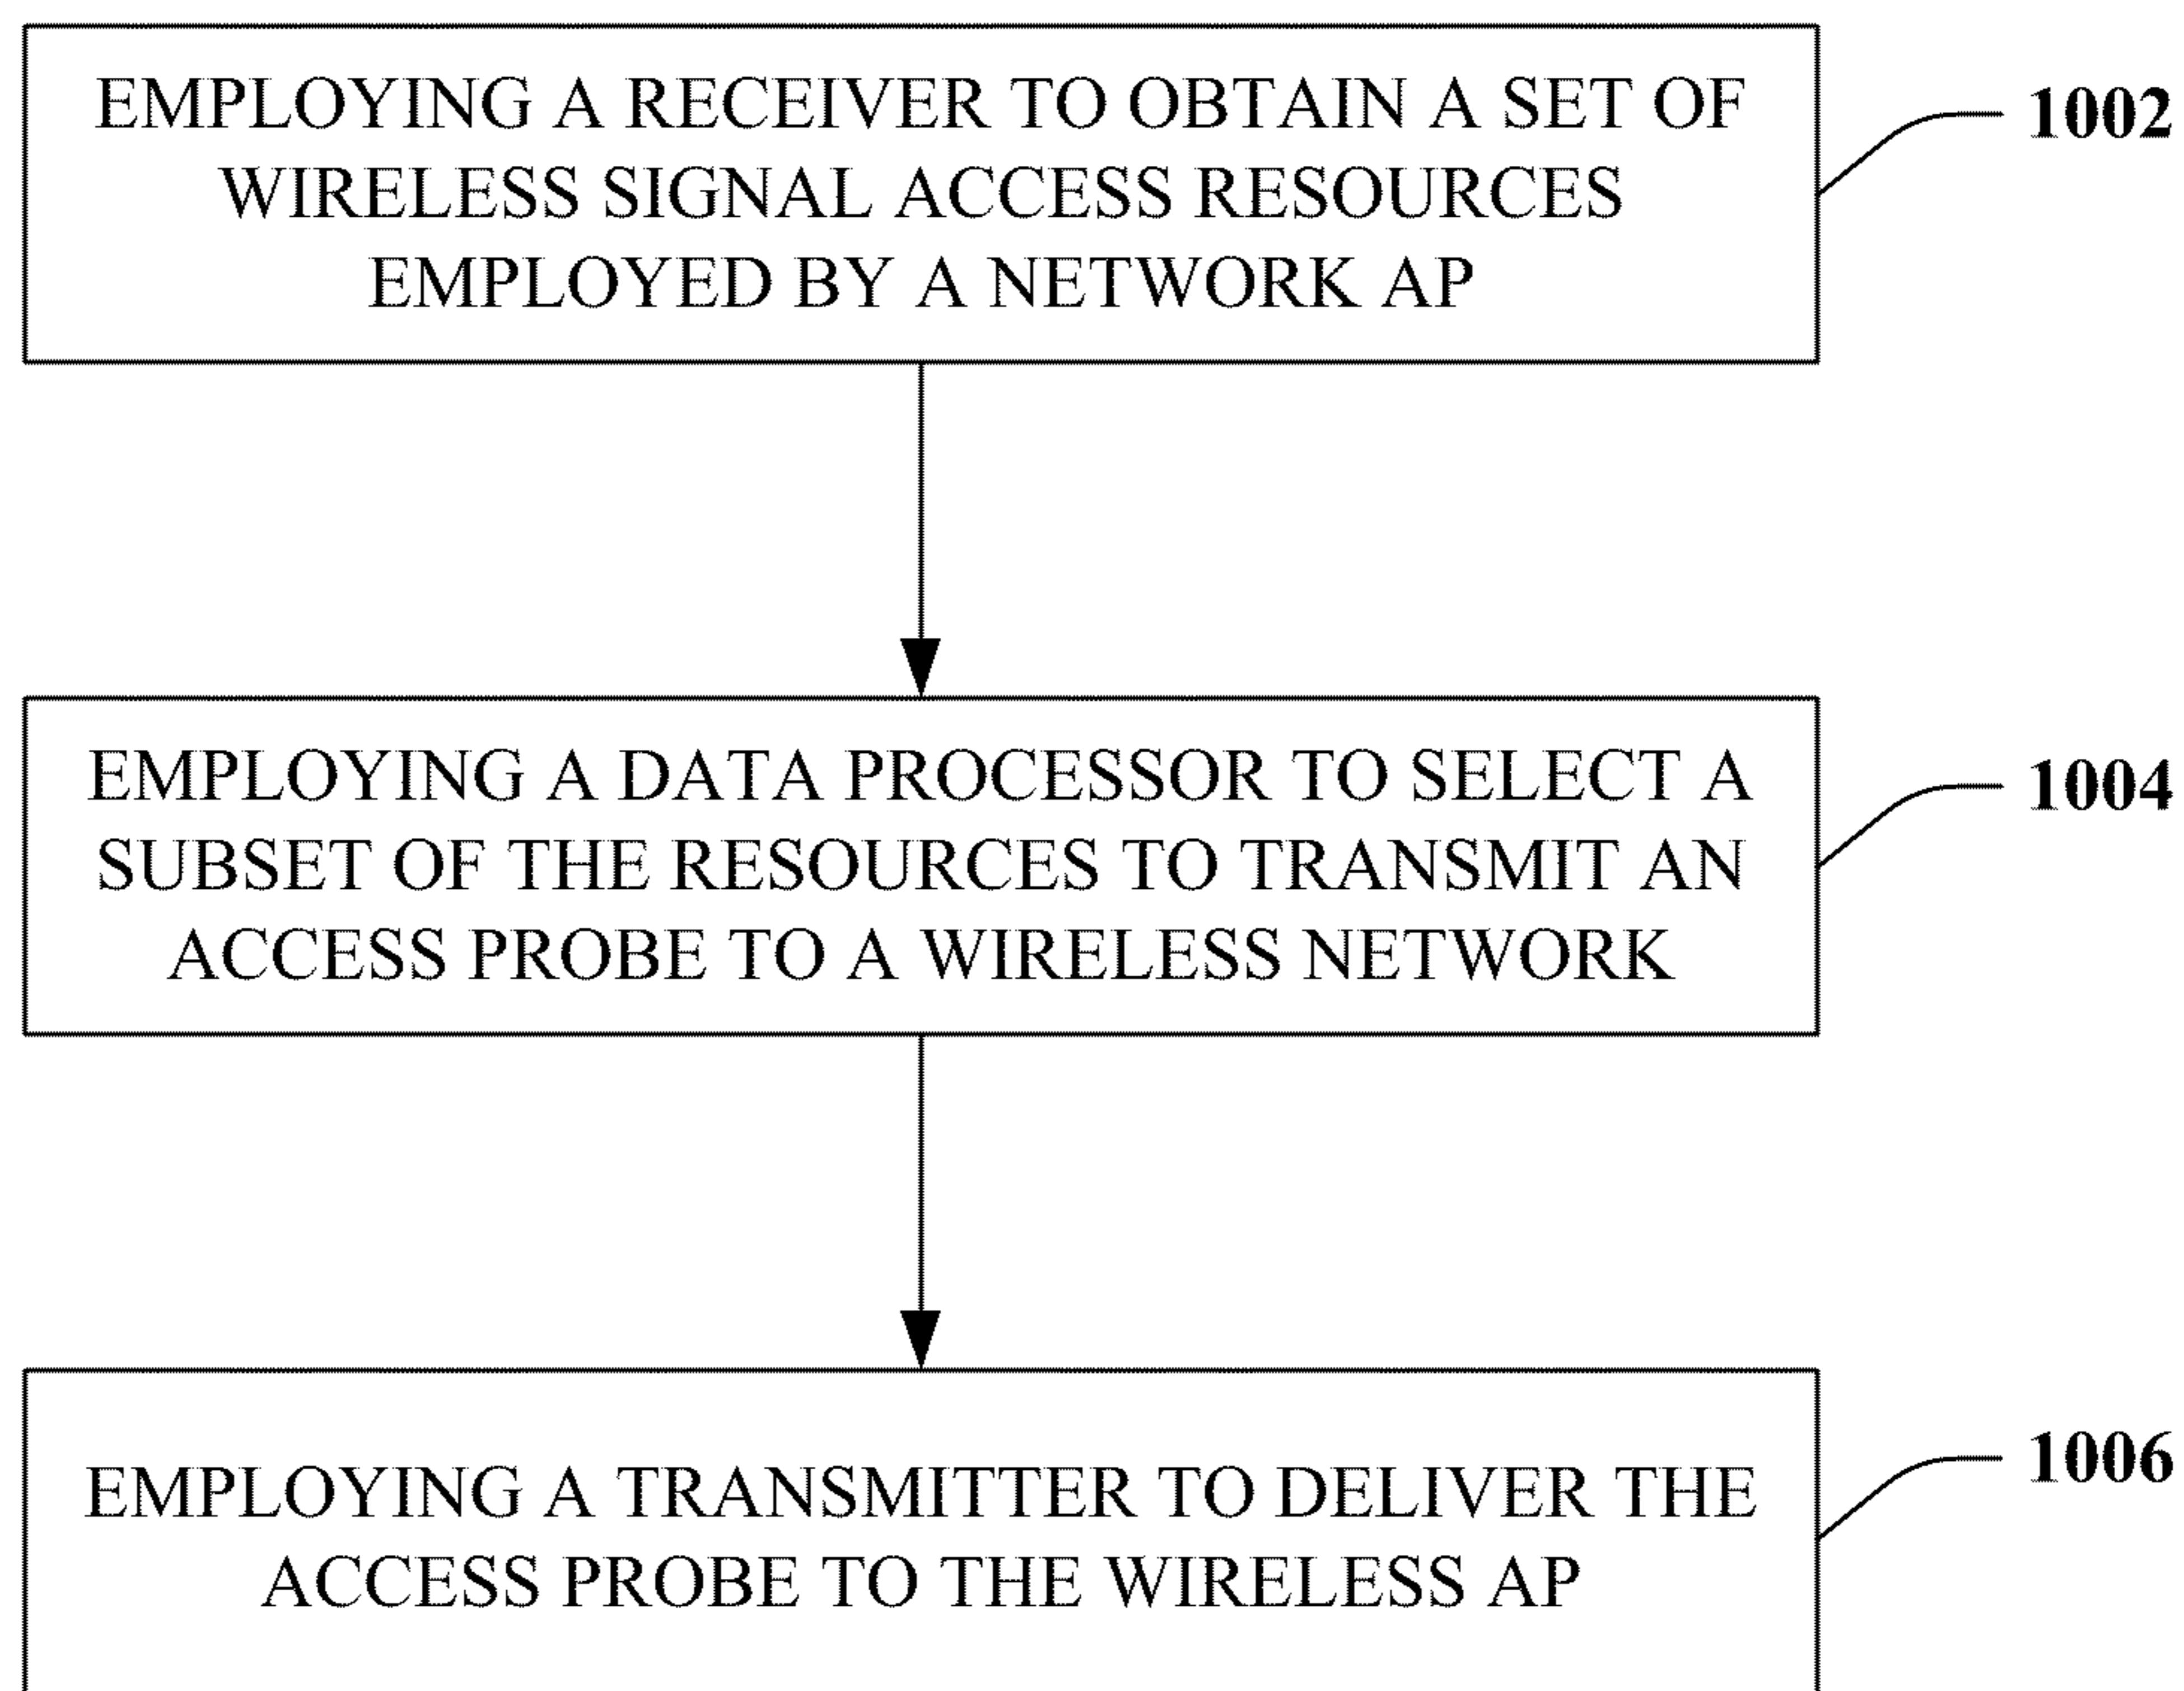 EMPLOYING A RECEIVER TO OBTAIN A SET OF
WIRELESS SIGNAL ACCESS RESOURCES
EMPLOYED BY A NETWORK AP
1002
EMPLOYING A DATA PROCESSOR TO SELECT A
SUBSET OF THE RESOURCES TO TRANSMIT AN
ACCESS PROBE TO A WIRELESS NETWORK
1004
EMPLOYING A TRANSMITTER TO DELIVER THE
ACCESS PROBE TO THE WIRELESS AP
1006